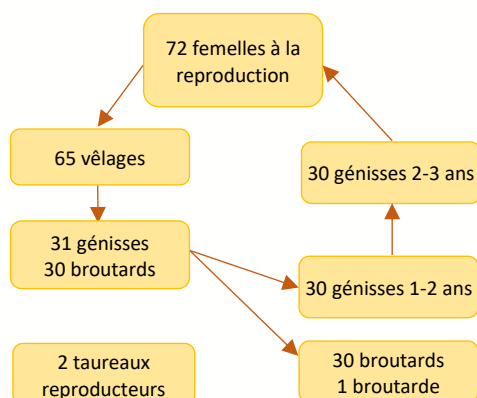 72 femelles à la
reproduction
65 vêlages
30 génisses 2-3 ans
31 génisses
30 broutards
30 génisses 1-2 ans
2 taureaux
reproducteurs
30 broutards
1 broutarde